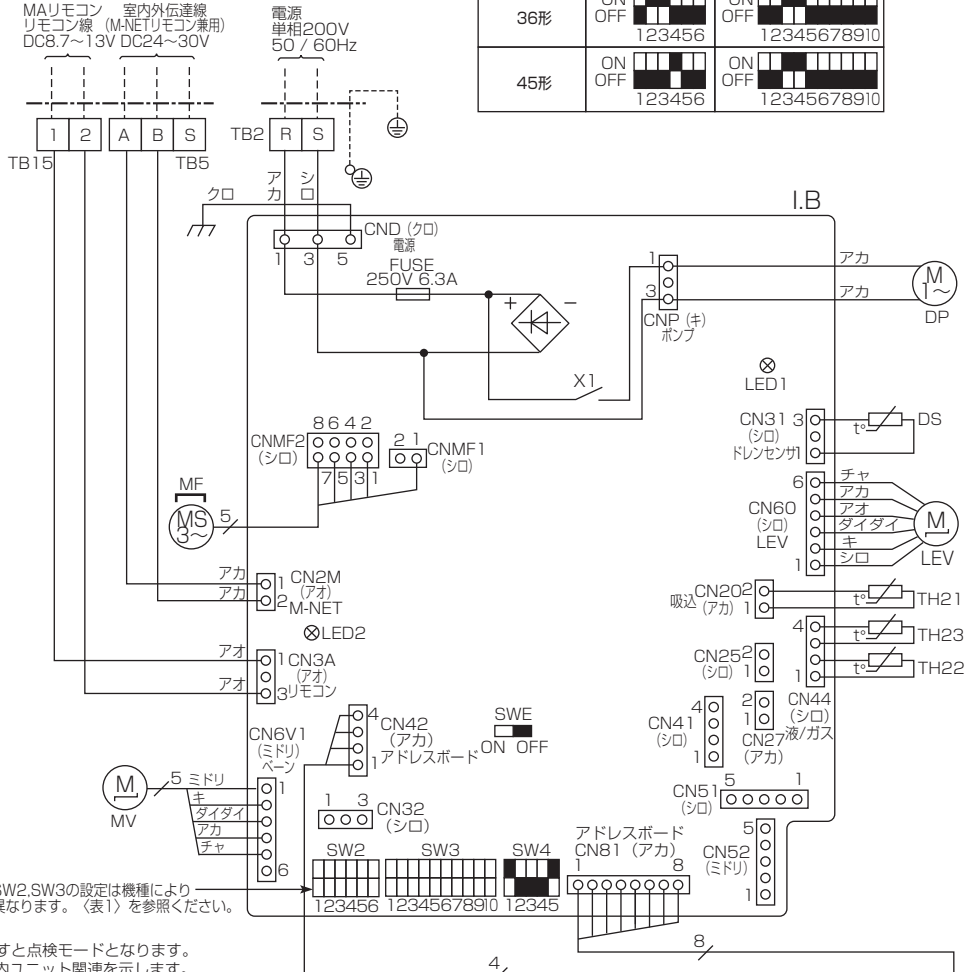 MAリモコン 室内外伝達線
リモコン線 (M-NETリモコン兼用)
DC8.7〜13V DC24〜30V
電源
単相200V
50 / 60Hz
36形
ON
OFF
123456
ON
OFF
12345678910
45形
ON
OFF
123456
ON
OFF
12345678910
1 2 A B S
TB15 TB5
TB2 R S
アカ
シロ
クロ
I.B
CND (クロ)
電源
1 3 5
FUSE
250V 6.3A
+ −
1
3
CNP (キ)
ポンプ
アカ
アカ
M
1〜
DP
X1
LED1
CNMF2
(シロ)
8642
7531
2 1
CNMF1
(シロ)
MF
MS
3〜
5
CN31 3
(シロ)
ドレンセンサ1
t°
DS
6
CN60
(シロ)
LEV
1
チャ
アカ
アオ
ダイダイ
キ
シロ
M
LEV
アカ
アカ
1
2
CN2M
(アオ)
M-NET
LED2
吸込
CN20
(アカ)
2
1
t°
TH21
4
1
t°
TH23
t°
TH22
CN44
(シロ)
液/ガス
アオ
アオ
1
3
CN3A
(アオ)
リモコン
CN25
(シロ)
2
1
CN41
(シロ)
4
1
2
1
CN27
(アカ)
CN6V1
(ミドリ)
ベーン
4
1
CN42
(アカ)
アドレスボード
SWE
ON OFF
M
MV
5
ミドリ
キ
ダイダイ
アカ
チャ
1
6
1 3
CN32
(シロ)
5 1
CN51
(シロ)
SW2 SW3 SW4
123456 12345678910 12345
アドレスボード
CN81 (アカ)
1 8
CN52
(ミドリ)
5
1
SW2,SW3の設定は機種により
異なります。〈表1〉を参照ください。
すと点検モードとなります。
内ユニット関連を示します。
4
8